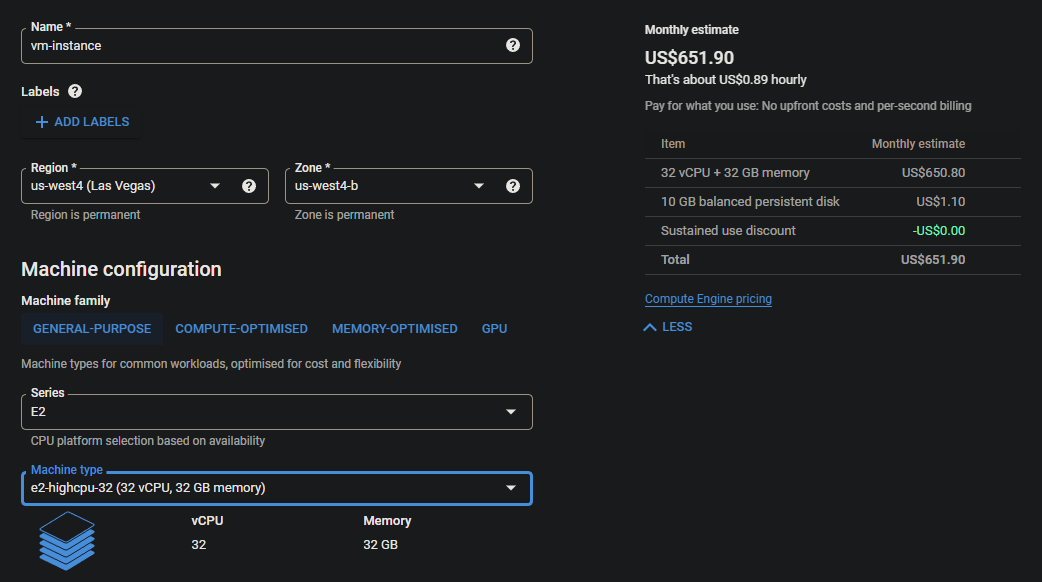 Name *
vm-instance
Labels
ADD LABELS
Region *
us-west4 (Las Vegas)
Region is permanent
Zone *
us-west4-b
Zone is permanent
Machine configuration
Machine family
GENERAL-PURPOSE COMPUTE-OPTIMISED MEMORY-OPTIMISED GPU
Machine types for common workloads, optimised for cost and flexibility
Series
E2
CPU platform selection based on availability
Machine type
e2-highcpu-32 (32 vCPU, 32 GB memory)
vCPU Memory
32 32 GB
Monthly estimate
US$651.90
That's about US$0.89 hourly
Pay for what you use: No upfront costs and per-second billing
Item Monthly estimate
32 vCPU + 32 GB memory US$650.80
10 GB balanced persistent disk US$1.10
Sustained use discount -US$0.00
Total US$651.90
Compute Engine pricing
LESS